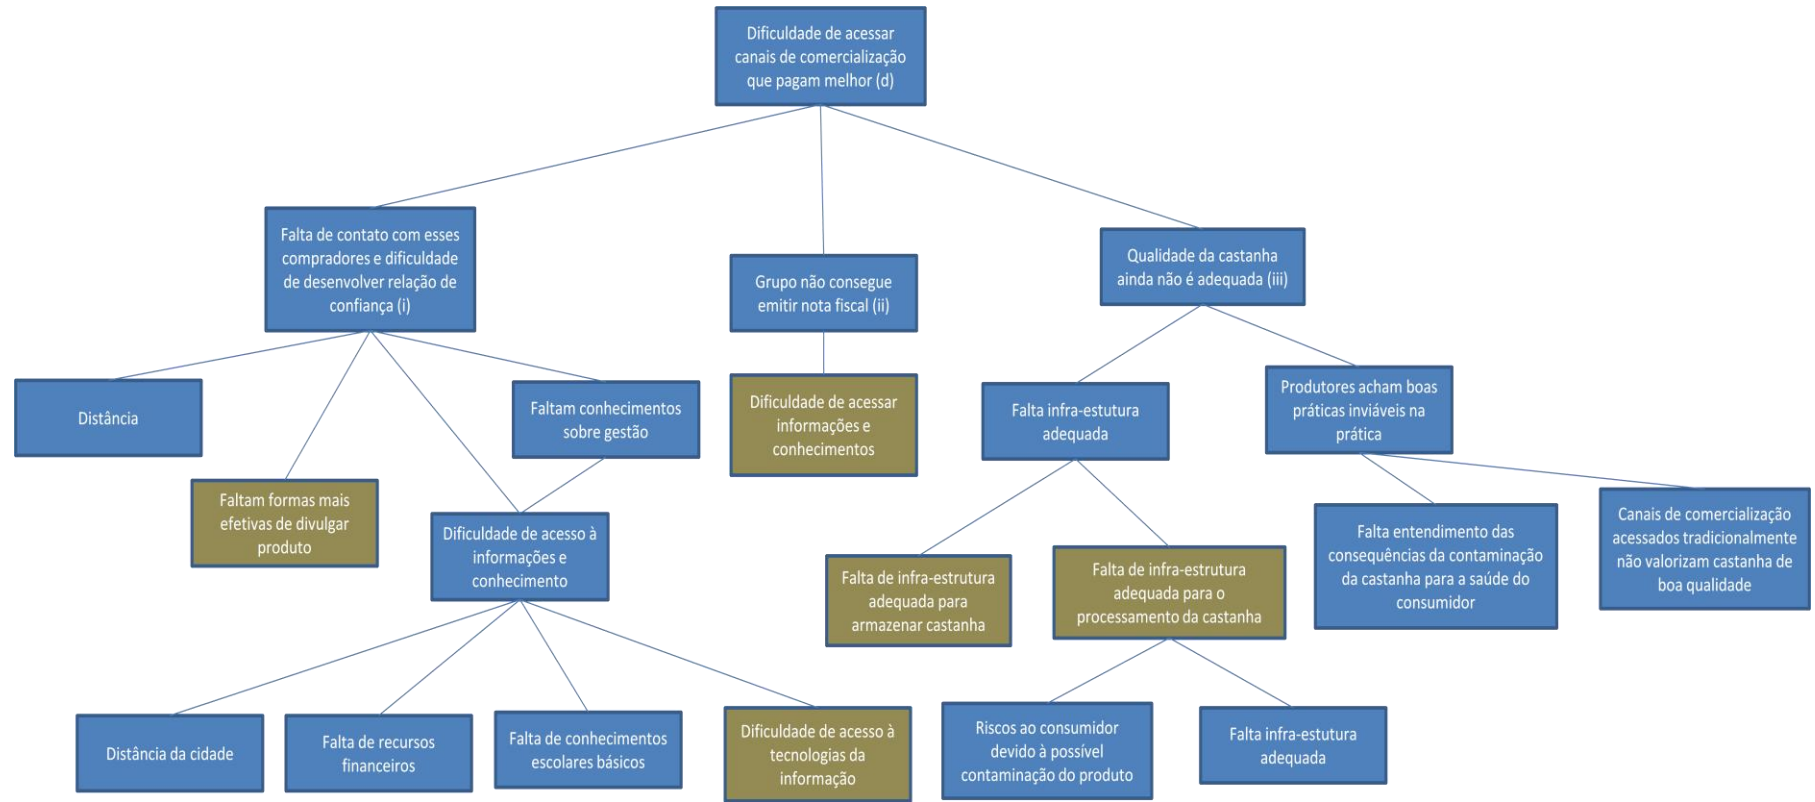 Dificuldade de acessar
canais de comercialização
que pagam melhor (d)
Falta de contato com esses
compradores e dificuldade
de desenvolver relação de
confiança (i)
Grupo não consegue
emitir nota fiscal (ii)
Qualidade da castanha
ainda não é adequada (iii)
Distância
Faltam conhecimentos
sobre gestão
Dificuldade de acessar
informações e
conhecimentos
Falta infra-estutura
adequada
Produtores acham boas
práticas inviáveis na
prática
Faltam formas mais
efetivas de divulgar
produto
Dificuldade de acesso à
informações e
conhecimento
Falta de infra-estrutura
adequada para
armazenar castanha
Falta de infra-estrutura
adequada para o
processamento da castanha
Falta entendimento das
consequências da contaminação
da castanha para a saúde do
consumidor
Canais de comercialização
acessados tradicionalmente
não valorizam castanha de
boa qualidade
Distância da cidade
Falta de recursos
financeiros
Falta de conhecimentos
escolares básicos
Dificuldade de acesso à
tecnologias da
informação
Riscos ao consumidor
devido à possível
contaminação do produto
Falta infra-estutura
adequada